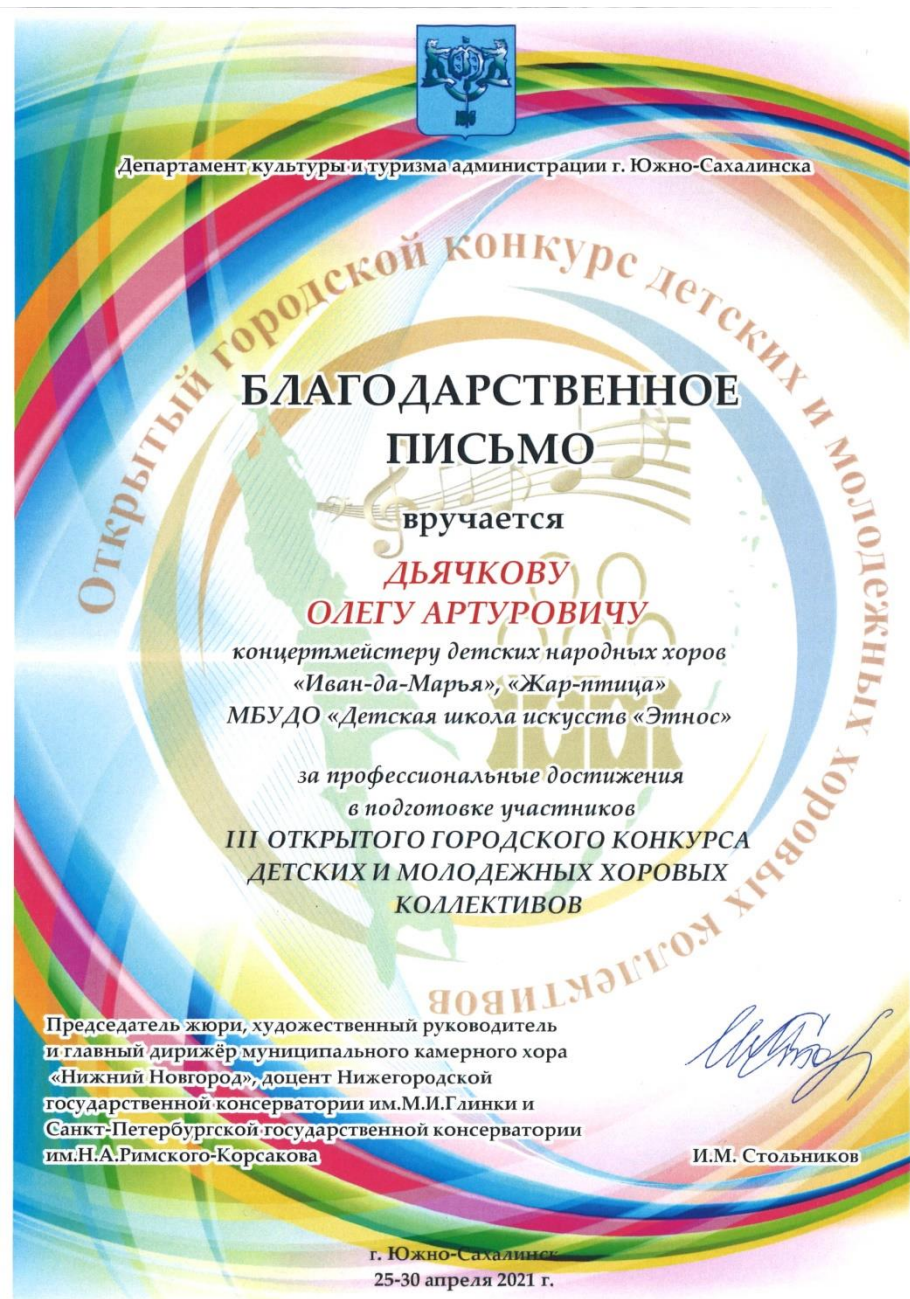 1886
Департамент культуры и туризма администрации г. Южно-Сахалинска
Открытый городской конкурс детских и молодежных хоровых коллективов
БЛАГОДАРСТВЕННОЕ
ПИСЬМО
вручается
ДЬЯЧКОВУ
ОЛЕГУ АРТУРОВИЧУ
концертмейстеру детских народных хоров
«Иван-да-Марья», «Жар-птица»
МБУДО «Детская школа искусств «Этнос»
за профессиональные достижения
в подготовке участников
III ОТКРЫТОГО ГОРОДСКОГО КОНКУРСА
ДЕТСКИХ И МОЛОДЕЖНЫХ ХОРОВЫХ
КОЛЛЕКТИВОВ
Председатель жюри, художественный руководитель
и главный дирижёр муниципального камерного хора
«Нижний Новгород», доцент Нижегородской
государственной консерватории им.М.И.Глинки и
Санкт-Петербургской государственной консерватории
им.Н.А.Римского-Корсакова
И.М. Стольников
г. Южно-Сахалинск
25-30 апреля 2021 г.